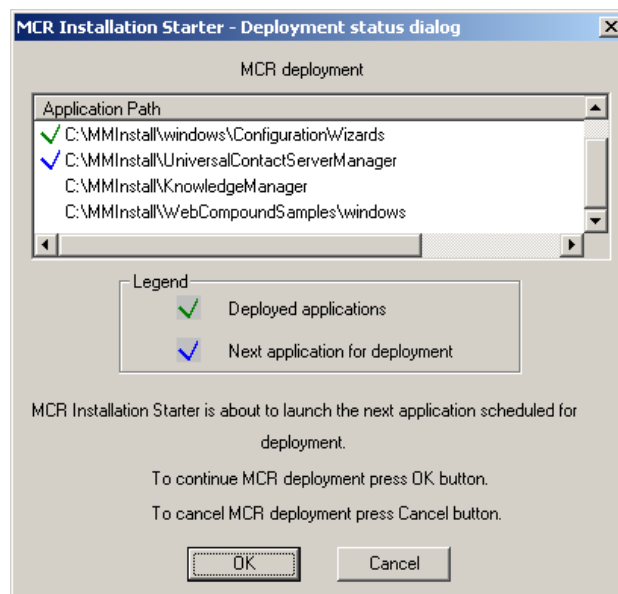 MCR Installation Starter - Deployment status dialog
MCR deployment
Application Path
C:\MMInstall\windows\ConfigurationWizards
C:\MMInstall\UniversalContactServerManager
C:\MMInstall\KnowledgeManager
C:\MMInstall\WebCompoundSamples\windows
Legend
Deployed applications
Next application for deployment
MCR Installation Starter is about to launch the next application scheduled for
deployment.
To continue MCR deployment press OK button.
To cancel MCR deployment press Cancel button.
OK Cancel